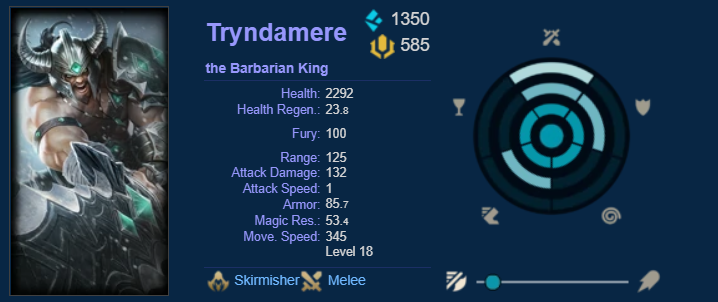 Tryndamere
1350
585
the Barbarian King
Health: 2292
Health Regen.: 23.8
Fury: 100
Range: 125
Attack Damage: 132
Attack Speed: 1
Armor: 85.7
Magic Res.: 53.4
Move. Speed: 345
Level 18
Skirmisher Melee